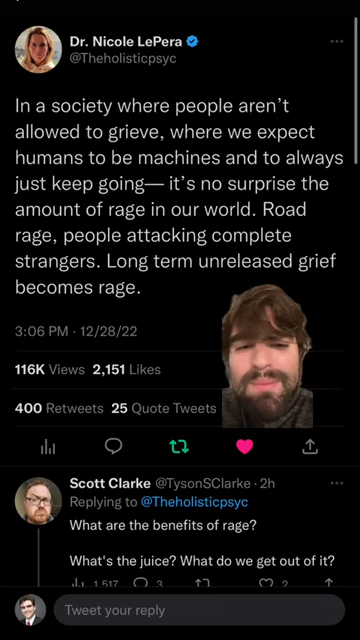 Dr. Nicole LePera
@Theholisticpsyc
In a society where people aren't
allowed to grieve, where we expect
humans to be machines and to always
just keep going— it's no surprise the
amount of rage in our world. Road
rage, people attacking complete
strangers. Long term unreleased grief
becomes rage.
3:06 PM · 12/28/22
116K Views 2,151 Likes
400 Retweets 25 Quote Tweets
Scott Clarke @TysonSClarke · 2h
Replying to @Theholisticpsyc
What are the benefits of rage?
What's the juice? What do we get out of it?
1,517 3 2
Tweet your reply